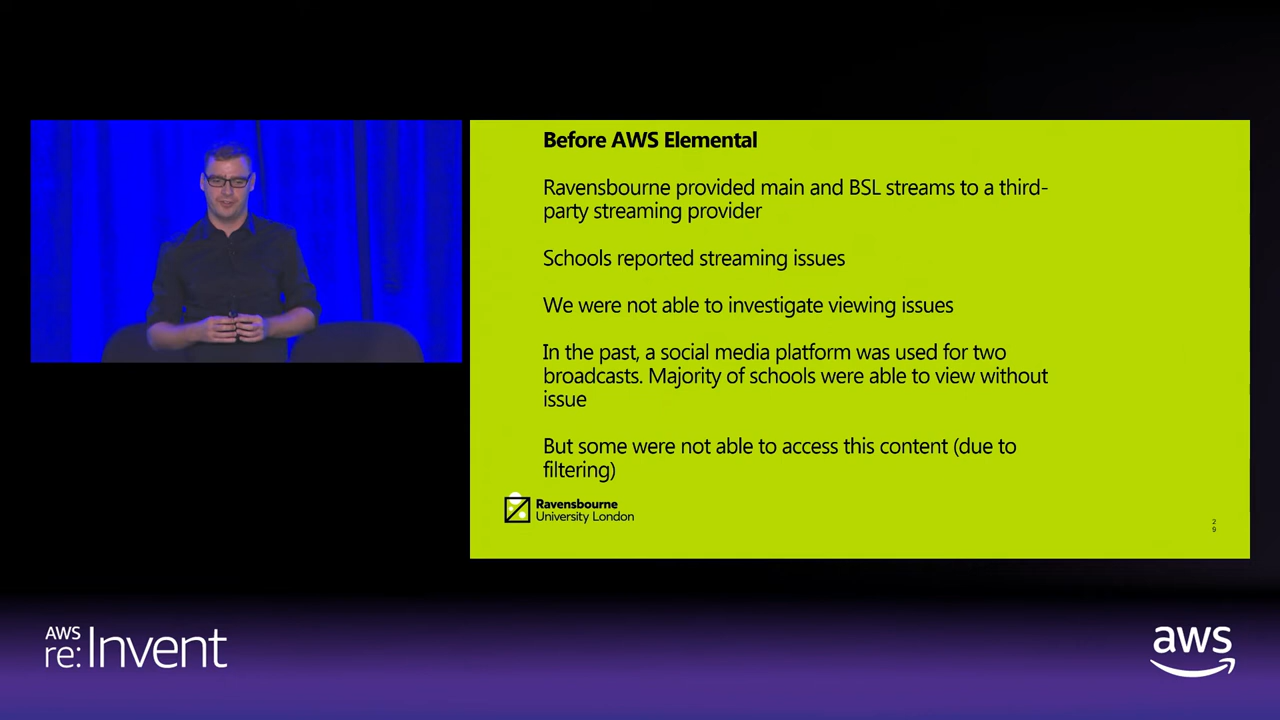 Before AWS Elemental
Ravensbourne provided main and BSL streams to a third-
party streaming provider
Schools reported streaming issues
We were not able to investigate viewing issues
In the past, a social media platform was used for two
broadcasts. Majority of schools were able to view without
issue
But some were not able to access this content (due to
filtering)
Ravensbourne
University London
2
9
AWS
re:Invent
aws